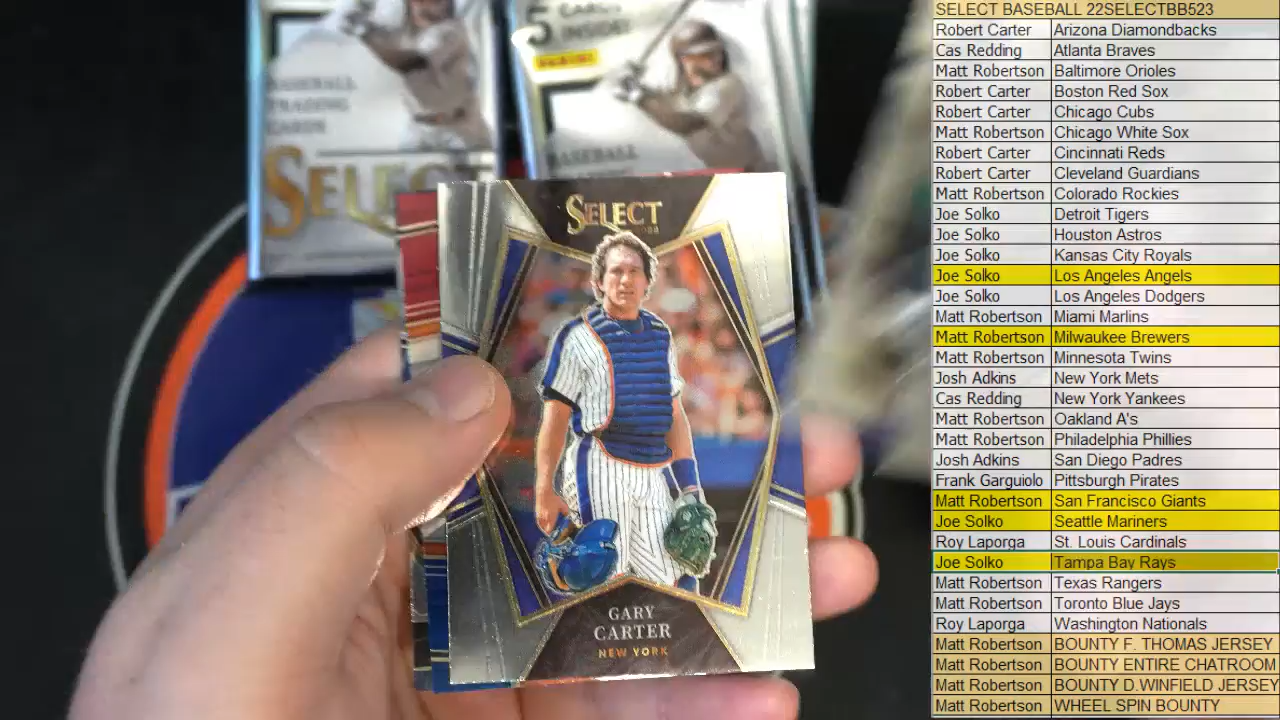 5 CARDS
INSIDE!
PANINI
BASEBALL
TRADING
CARDS
SELECT
BASEBALL
SELECT
GARY
CARTER
NEW YORK
SELECT BASEBALL 22SELECTBB523
Robert Carter Arizona Diamondbacks
Cas Redding Atlanta Braves
Matt Robertson Baltimore Orioles
Robert Carter Boston Red Sox
Robert Carter Chicago Cubs
Matt Robertson Chicago White Sox
Robert Carter Cincinnati Reds
Robert Carter Cleveland Guardians
Matt Robertson Colorado Rockies
Joe Solko Detroit Tigers
Joe Solko Houston Astros
Joe Solko Kansas City Royals
Joe Solko Los Angeles Angels
Joe Solko Los Angeles Dodgers
Matt Robertson Miami Marlins
Matt Robertson Milwaukee Brewers
Matt Robertson Minnesota Twins
Josh Adkins New York Mets
Cas Redding New York Yankees
Matt Robertson Oakland A's
Matt Robertson Philadelphia Phillies
Josh Adkins San Diego Padres
Frank Garguiolo Pittsburgh Pirates
Matt Robertson San Francisco Giants
Joe Solko Seattle Mariners
Roy Laporga St. Louis Cardinals
Joe Solko Tampa Bay Rays
Matt Robertson Texas Rangers
Matt Robertson Toronto Blue Jays
Roy Laporga Washington Nationals
Matt Robertson BOUNTY F. THOMAS JERSEY
Matt Robertson BOUNTY ENTIRE CHATROOM
Matt Robertson BOUNTY D.WINFIELD JERSEY
Matt Robertson WHEEL SPIN BOUNTY